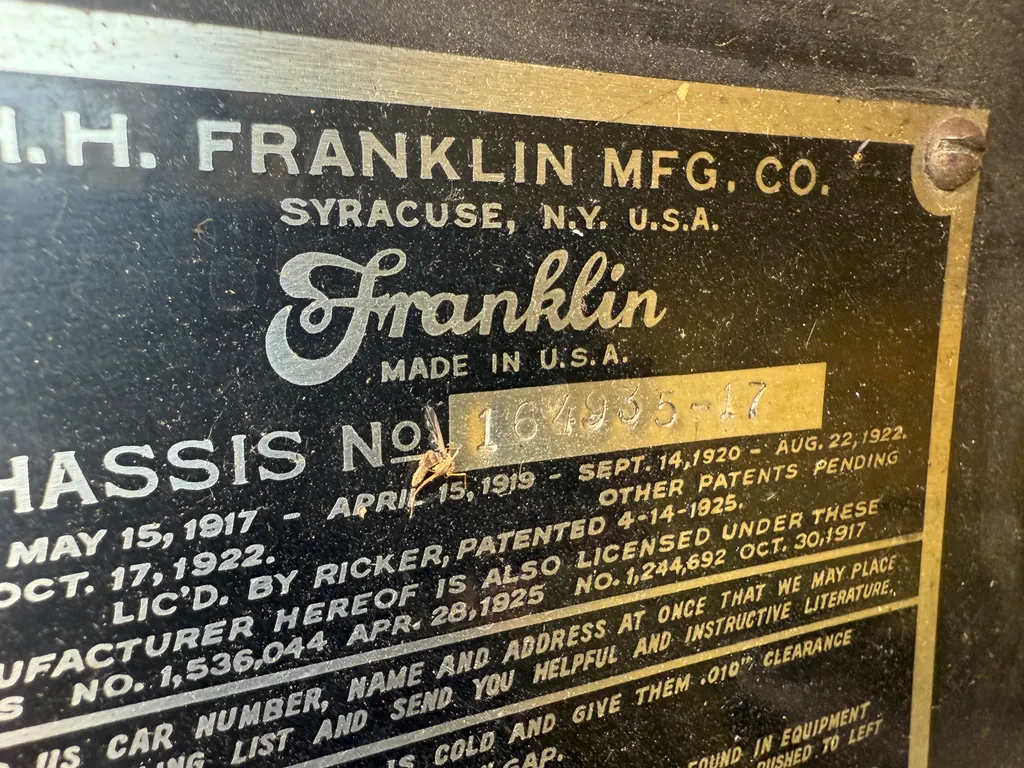 H. FRANKLIN MFG. CO.
SYRACUSE, N.Y. U.S.A.
Franklin
MADE IN U.S.A.
HASSIS No. 164935-17
MAY 15, 1917 - APRIL 15, 1919 - SEPT. 14, 1920 - AUG. 22, 1922.
OCT. 17, 1922. OTHER PATENTS PENDING
LIC'D. BY RICKER, PATENTED 4-14-1925.
UFACTURER HEREOF IS ALSO LICENSED UNDER THESE
S NO. 1,536,044 APR. 28, 1925 NO. 1,244,692 OCT. 30, 1917
US CAR NUMBER, NAME AND ADDRESS AT ONCE THAT WE MAY PLACE
ING LIST AND SEND YOU HELPFUL AND INSTRUCTIVE LITERATURE.
IS COLD AND GIVE THEM .010" CLEARANCE
GAP.
FOUND IN EQUIPMENT
PUSHED TO LEFT